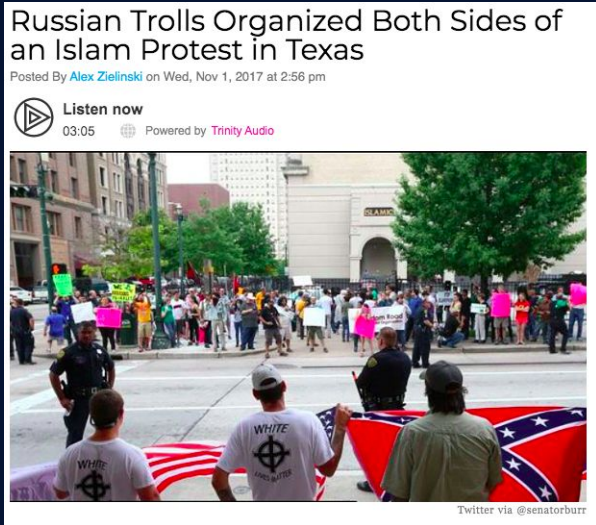 Russian Trolls Organized Both Sides of
an Islam Protest in Texas
Posted By Alex Zielinski on Wed, Nov 1, 2017 at 2:56 pm
Listen now
03:05 Powered by Trinity Audio
ISLAMIC
WHITE
LIVES MATTER
WHITE
Twitter via @senatorburr